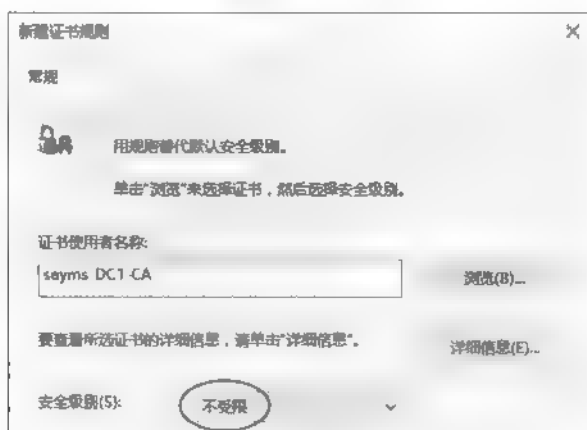 新建证书规则
常规
用规则替代默认安全级别。
单击"浏览"来选择证书，然后选择安全级别。
证书使用者名称:
sayms DC1 CA
浏览(B)...
要查看所选证书的详细信息，请单击"详细信息"。
详细信息(E)...
安全级别(S):
不受限